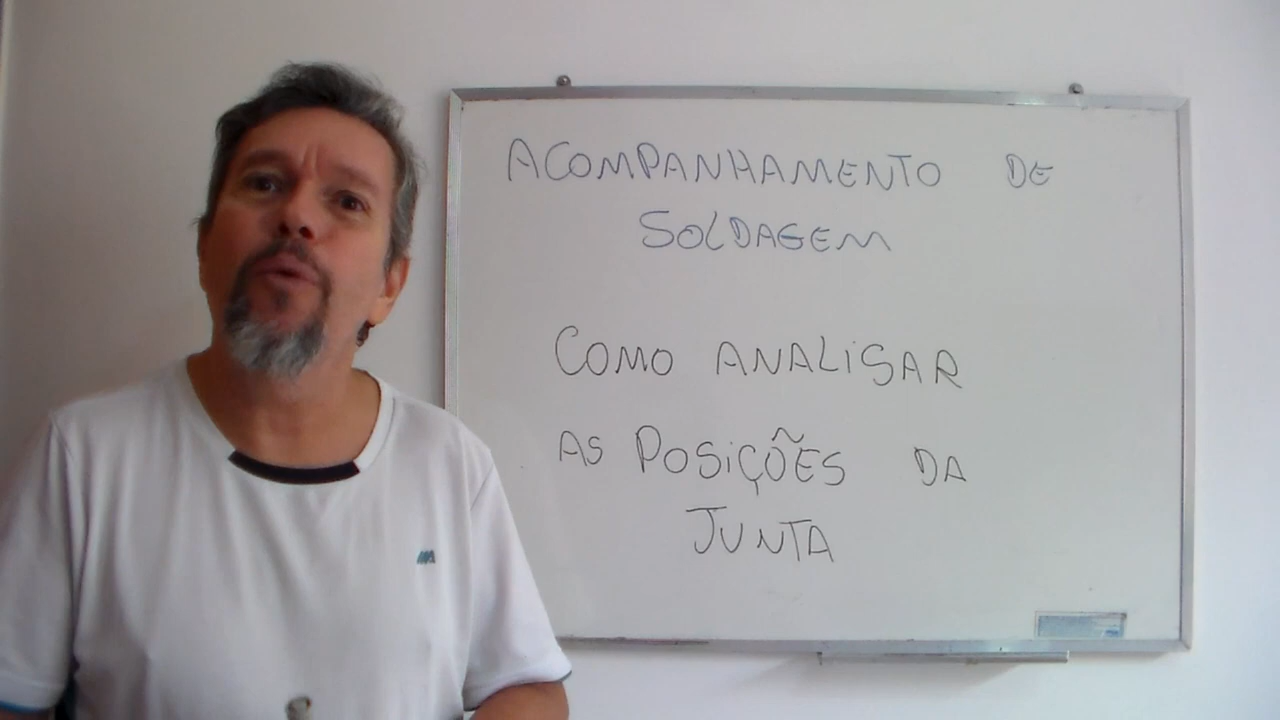 ACOMPANHAMENTO DE
SOLDAGEM
COMO ANALISAR
AS POSIÇÕES DA
JUNTA